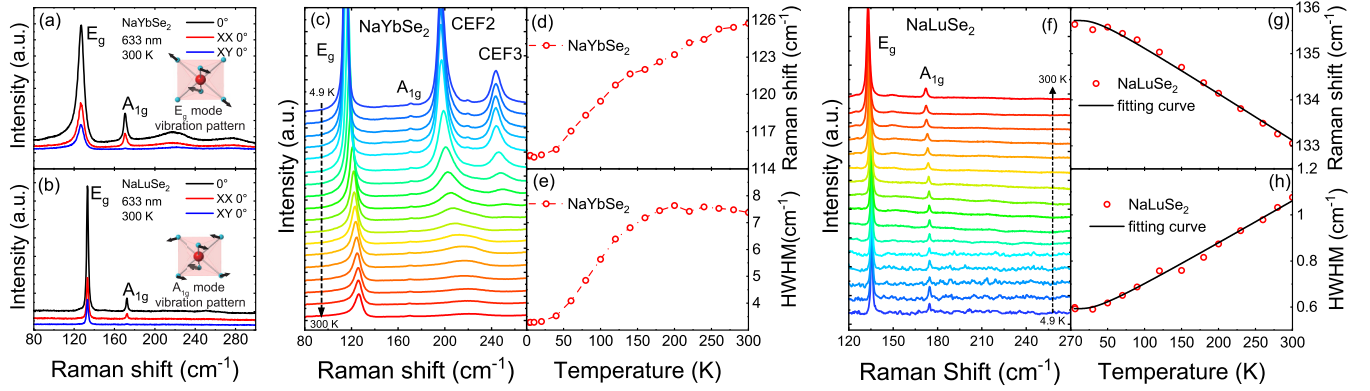 (a)
NaYbSe2
633 nm
300 K
0°
XX 0°
XY 0°
Eg
A1g
Eg mode
vibration pattern
Intensity (a.u.)
(b)
NaLuSe2
633 nm
300 K
0°
XX 0°
XY 0°
Eg
A1g
A1g mode
vibration pattern
Intensity (a.u.)
80 120 160 200 240 280
Raman shift (cm-1)
(c)
NaYbSe2
CEF2
CEF3
Eg
A1g
4.9 K
300 K
Intensity (a.u.)
80 120 160 200 240
Raman shift (cm-1)
(d)
NaYbSe2
126
123
120
117
114
Raman shift (cm-1)
(e)
NaYbSe2
8
7
6
5
4
HWHM(cm-1)
0 50 100 150 200 250 300
Temperature (K)
(f)
NaLuSe2
Eg
A1g
300 K
4.9 K
Intensity (a.u.)
120 150 180 210 240 270
Raman Shift (cm-1)
(g)
NaLuSe2
fitting curve
136
135
134
133
Raman shift (cm-1)
(h)
NaLuSe2
fitting curve
1.2
1
0.8
0.6
0.4
HWHM (cm-1)
0 50 100 150 200 250 300
Temperature (K)